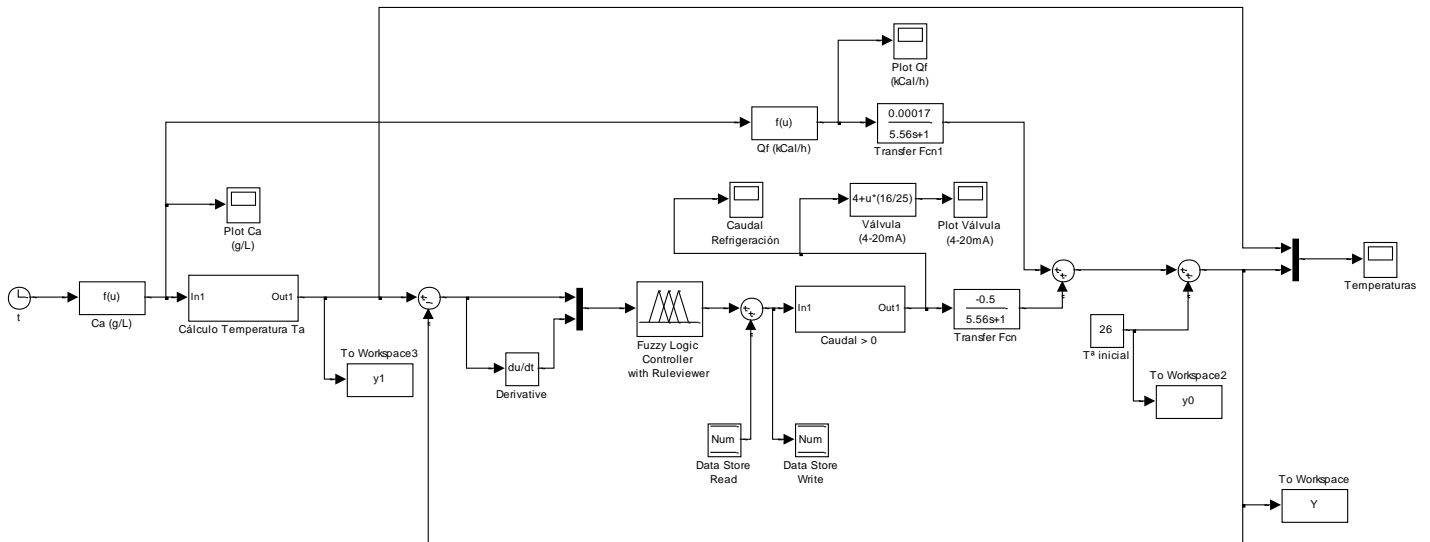 Plot Qf
(kCal/h)
f(u)
Qf (kCal/h)
0.00017
5.56s+1
Transfer Fcn1
Plot Ca
(g/L)
Caudal
Refrigeración
4+u*(16/25)
Válvula
(4-20mA)
Plot Válvula
(4-20mA)
t
f(u)
Ca (g/L)
In1
Out1
Cálculo Temperatura Ta
To Workspace3
y1
du/dt
Derivative
Fuzzy Logic
Controller
with Ruleviewer
In1
Out1
Caudal > 0
-0.5
5.56s+1
Transfer Fcn
26
Tª inicial
To Workspace2
y0
Temperaturas
Num
Data Store
Read
Num
Data Store
Write
To Workspace
Y